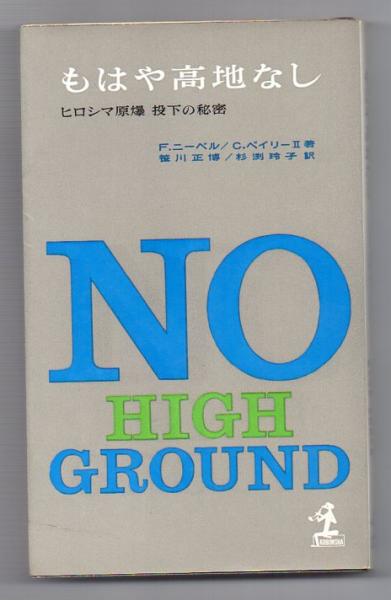 もはや高地なし
ヒロシマ原爆 投下の秘密
F.ニーベル/C.ベイリーⅡ著
笹川正博/杉渕玲子訳
NO
HIGH
GROUND
KOBUNSHA